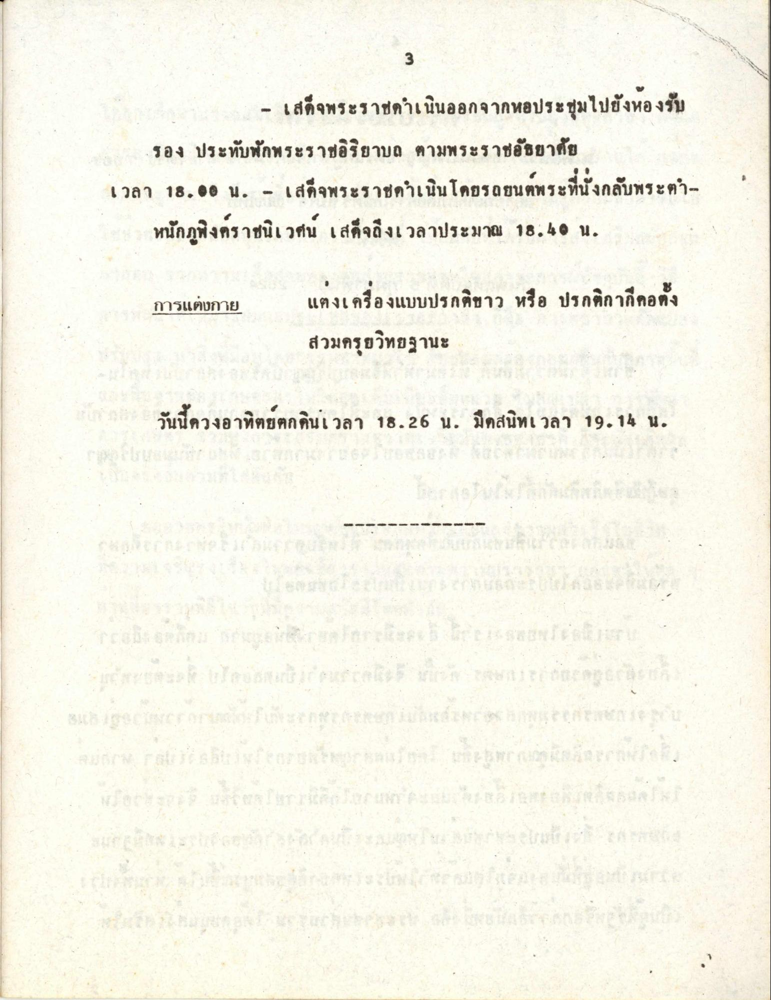 3
- เสด็จพระราชดำเนินออกจากหอประชุมไปยังห้องรับ
รอง ประทับพักพระราชอิริยาบถ ตามพระราชอัธยาศัย
เวลา 18.00 น. - เสด็จพระราชดำเนินโดยรถยนต์พระที่นั่งกลับพระตำ-
หนักภูพิงค์ราชนิเวศน์ เสด็จถึงเวลาประมาณ 18.40 น.
การแต่งกาย แต่งเครื่องแบบปรกติขาว หรือ ปรกติกากีคอตั้ง
สวมครุยวิทยฐานะ
วันนี้ดวงอาทิตย์ตกดินเวลา 18.26 น. มืดสนิทเวลา 19.14 น.
-------------